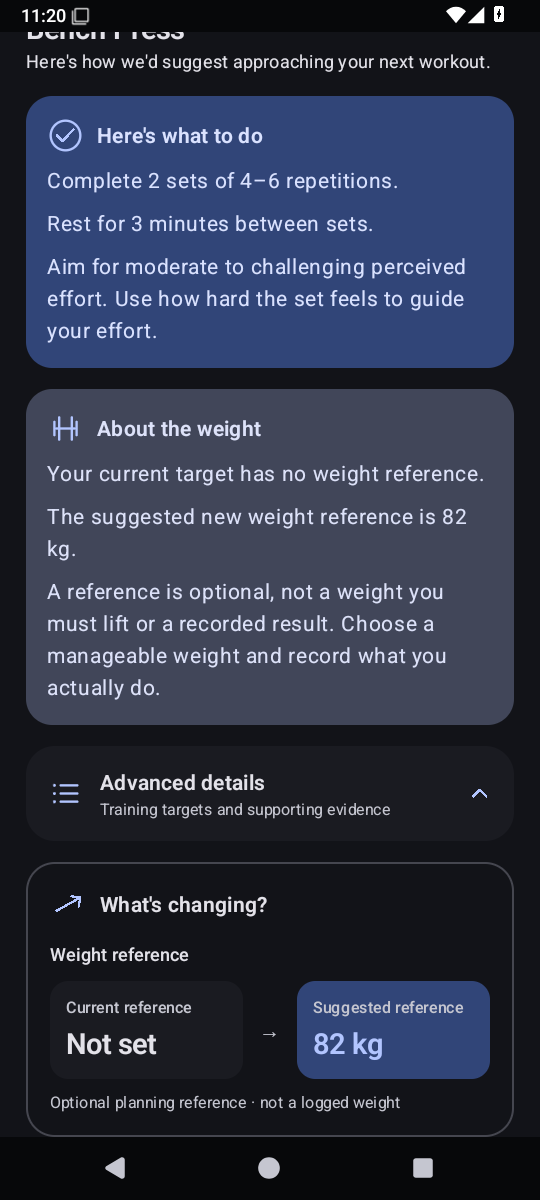 11:20
Bench Press
Here's how we'd suggest approaching your next workout.
Here's what to do
Complete 2 sets of 4–6 repetitions.
Rest for 3 minutes between sets.
Aim for moderate to challenging perceived
effort. Use how hard the set feels to guide
your effort.
About the weight
Your current target has no weight reference.
The suggested new weight reference is 82
kg.
A reference is optional, not a weight you
must lift or a recorded result. Choose a
manageable weight and record what you
actually do.
Advanced details
Training targets and supporting evidence
What's changing?
Weight reference
Current reference
Not set
→
Suggested reference
82 kg
Optional planning reference · not a logged weight